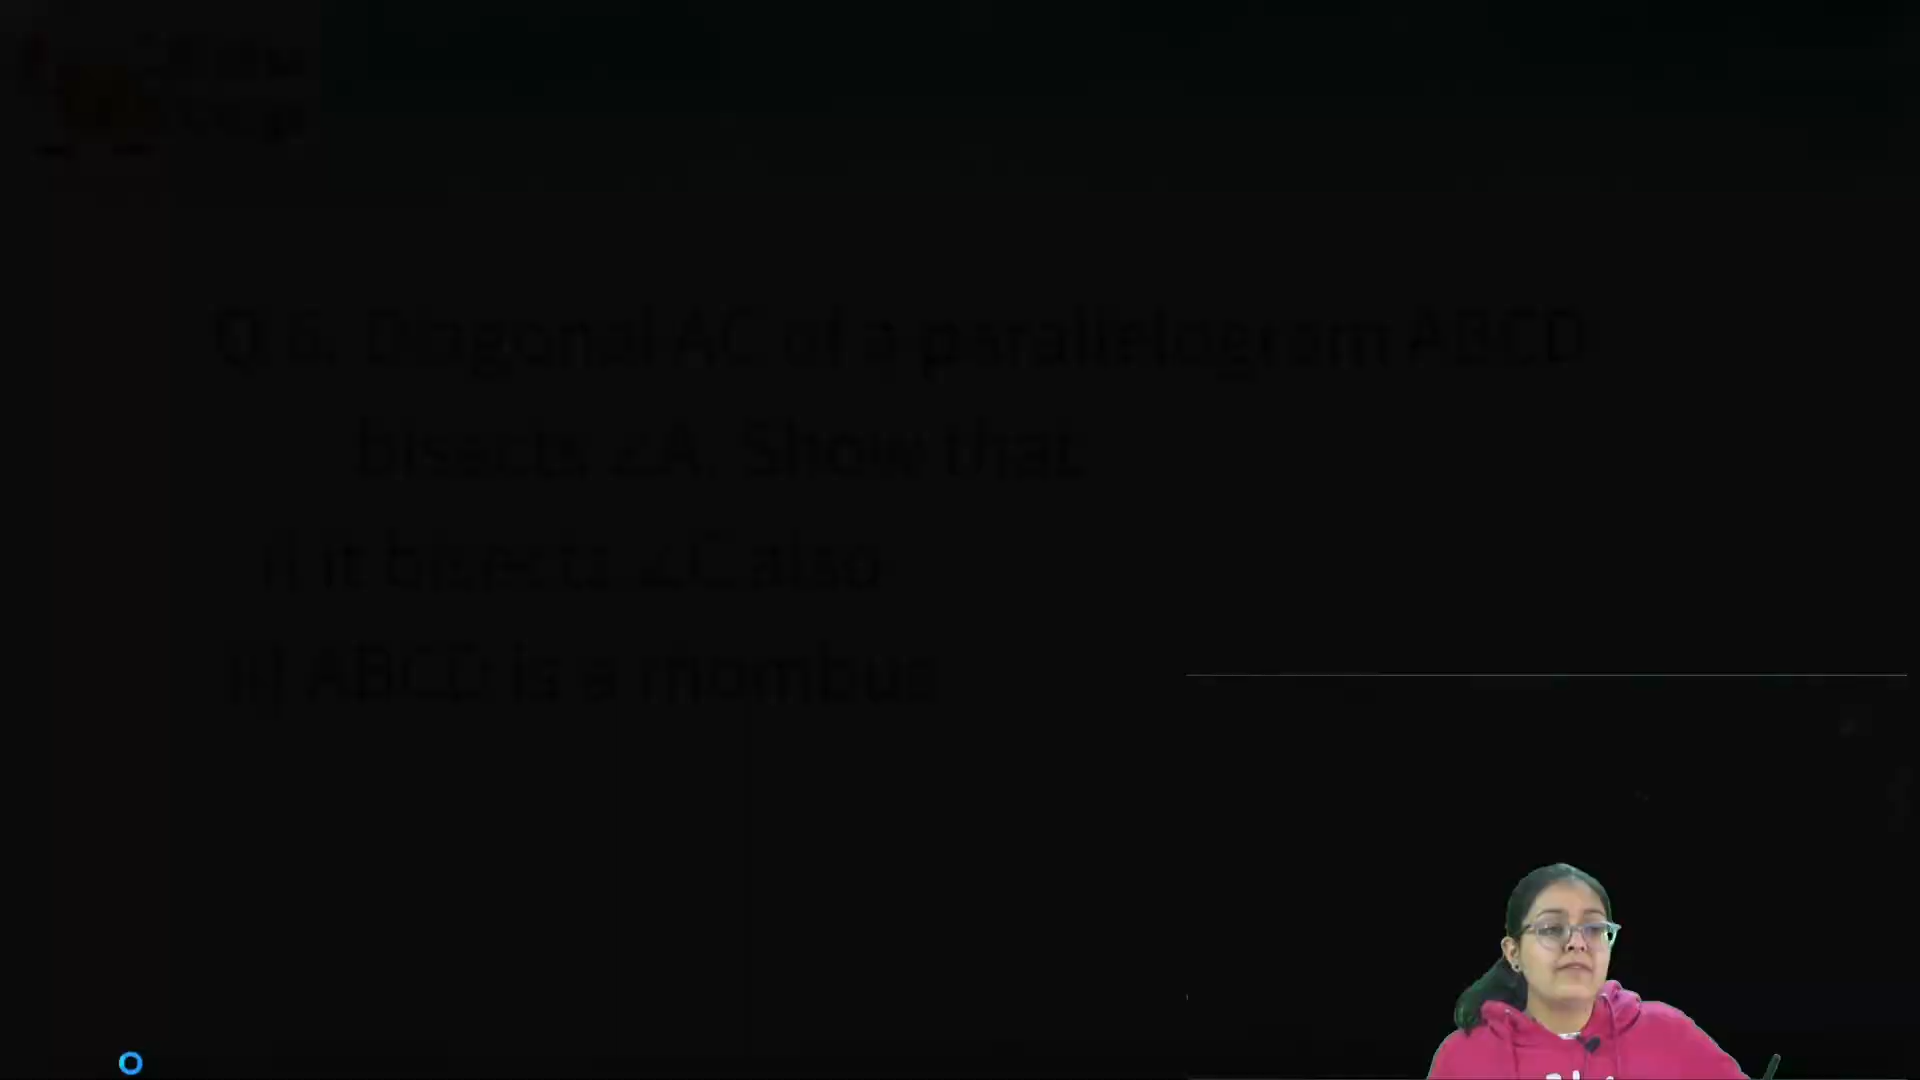 Q 6. Diagonal AC of a parallelogram ABCD
bisects ∠A. Show that
i) it bisects ∠C also
ii) ABCD is a rhombus